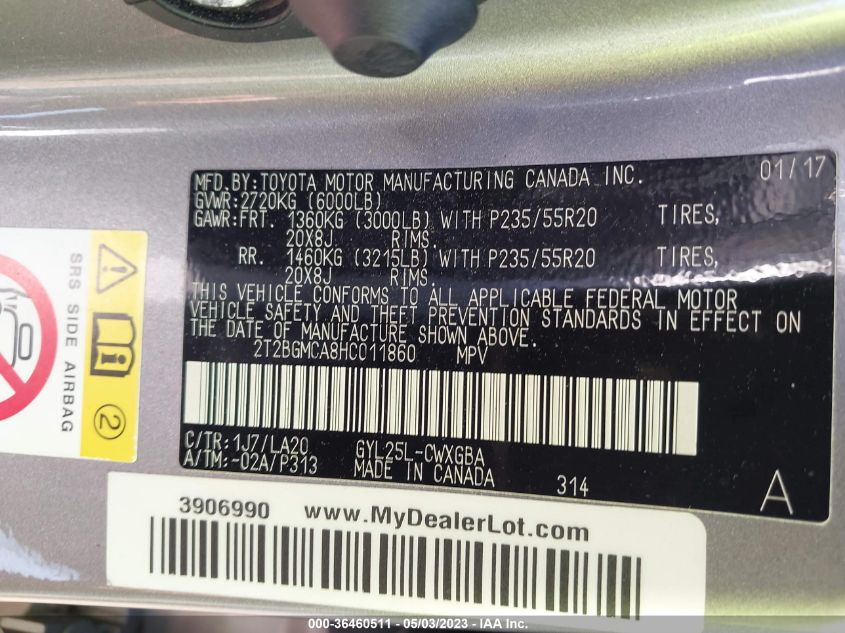 MFD.BY:TOYOTA MOTOR MANUFACTURING CANADA INC. 01/17
GVWR:2720KG (6000LB)
GAWR:FRT. 1360KG (3000LB) WITH P235/55R20 TIRES,
20X8J RIMS.
RR. 1460KG (3215LB) WITH P235/55R20 TIRES,
20X8J RIMS.
THIS VEHICLE CONFORMS TO ALL APPLICABLE FEDERAL MOTOR
VEHICLE SAFETY AND THEFT PREVENTION STANDARDS IN EFFECT ON
THE DATE OF MANUFACTURE SHOWN ABOVE.
2T2BGMCA8HC011860 MPV
C/TR:1J7/LA20 GYL25L-CWXGBA
A/TM:-02A/P313 MADE IN CANADA 314 A
SRS SIDE AIRBAG
2
3906990 www.MyDealerLot.com
000-36460511 / 05/03/2023 - IAA Inc.